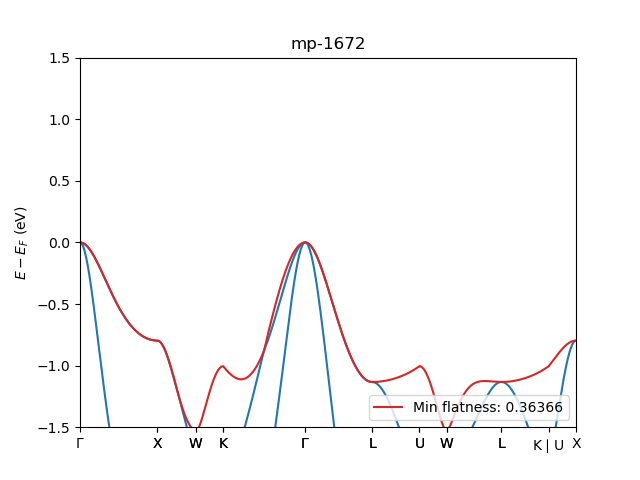 mp-1672
1.5
1.0
0.5
0.0
−0.5
−1.0
−1.5
E − E_F (eV)
Γ X W K Γ L U W L K | U X
Min flatness: 0.36366